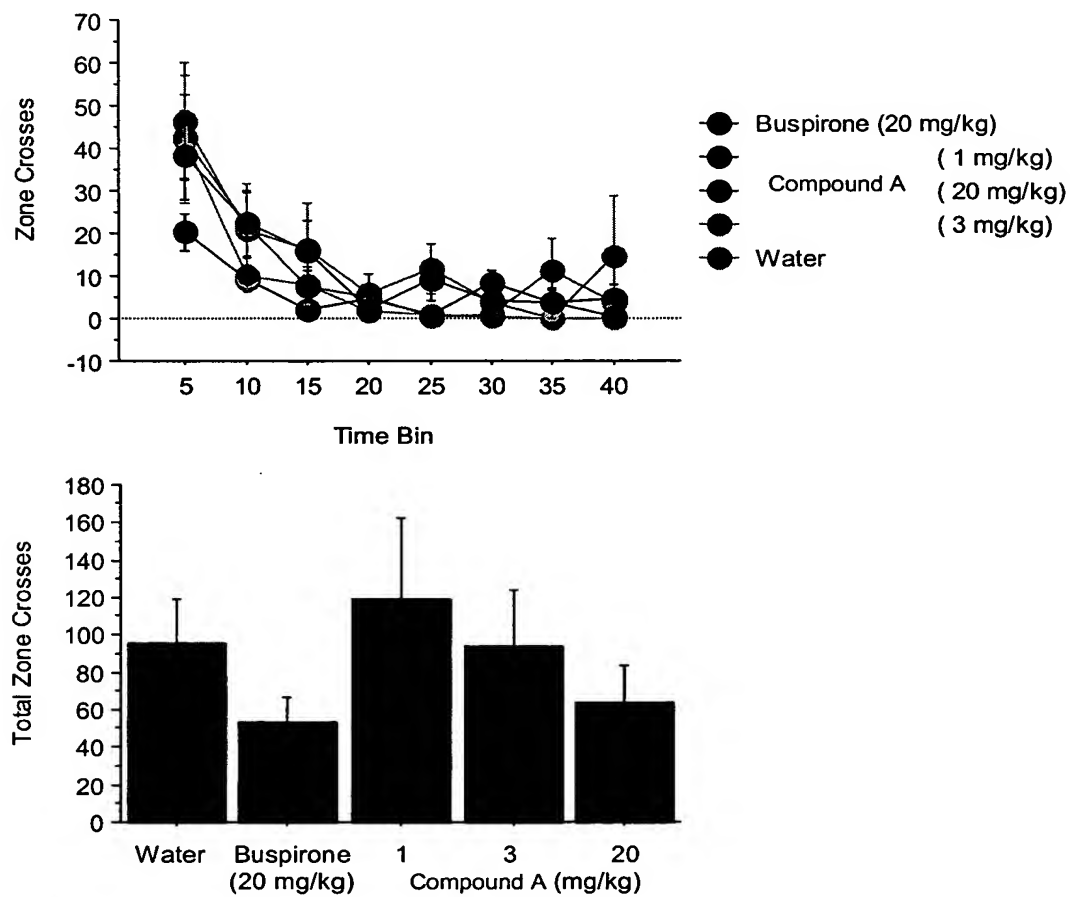 70
60
50
40
30
20
10
0
-10
Zone Crosses
5 10 15 20 25 30 35 40
Time Bin
Buspirone (20 mg/kg)
( 1 mg/kg)
Compound A ( 20 mg/kg)
( 3 mg/kg)
Water
180
160
140
120
100
80
60
40
20
0
Total Zone Crosses
Water Buspirone 1 3 20
(20 mg/kg) Compound A (mg/kg)